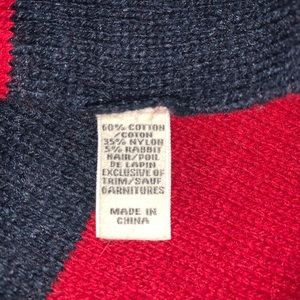 60% COTTON
/COTON
35% NYLON
5% RABBIT
HAIR/POIL
DE LAPIN
EXCLUSIVE OF
TRIM/SAUF
GARNITURES
MADE IN
CHINA